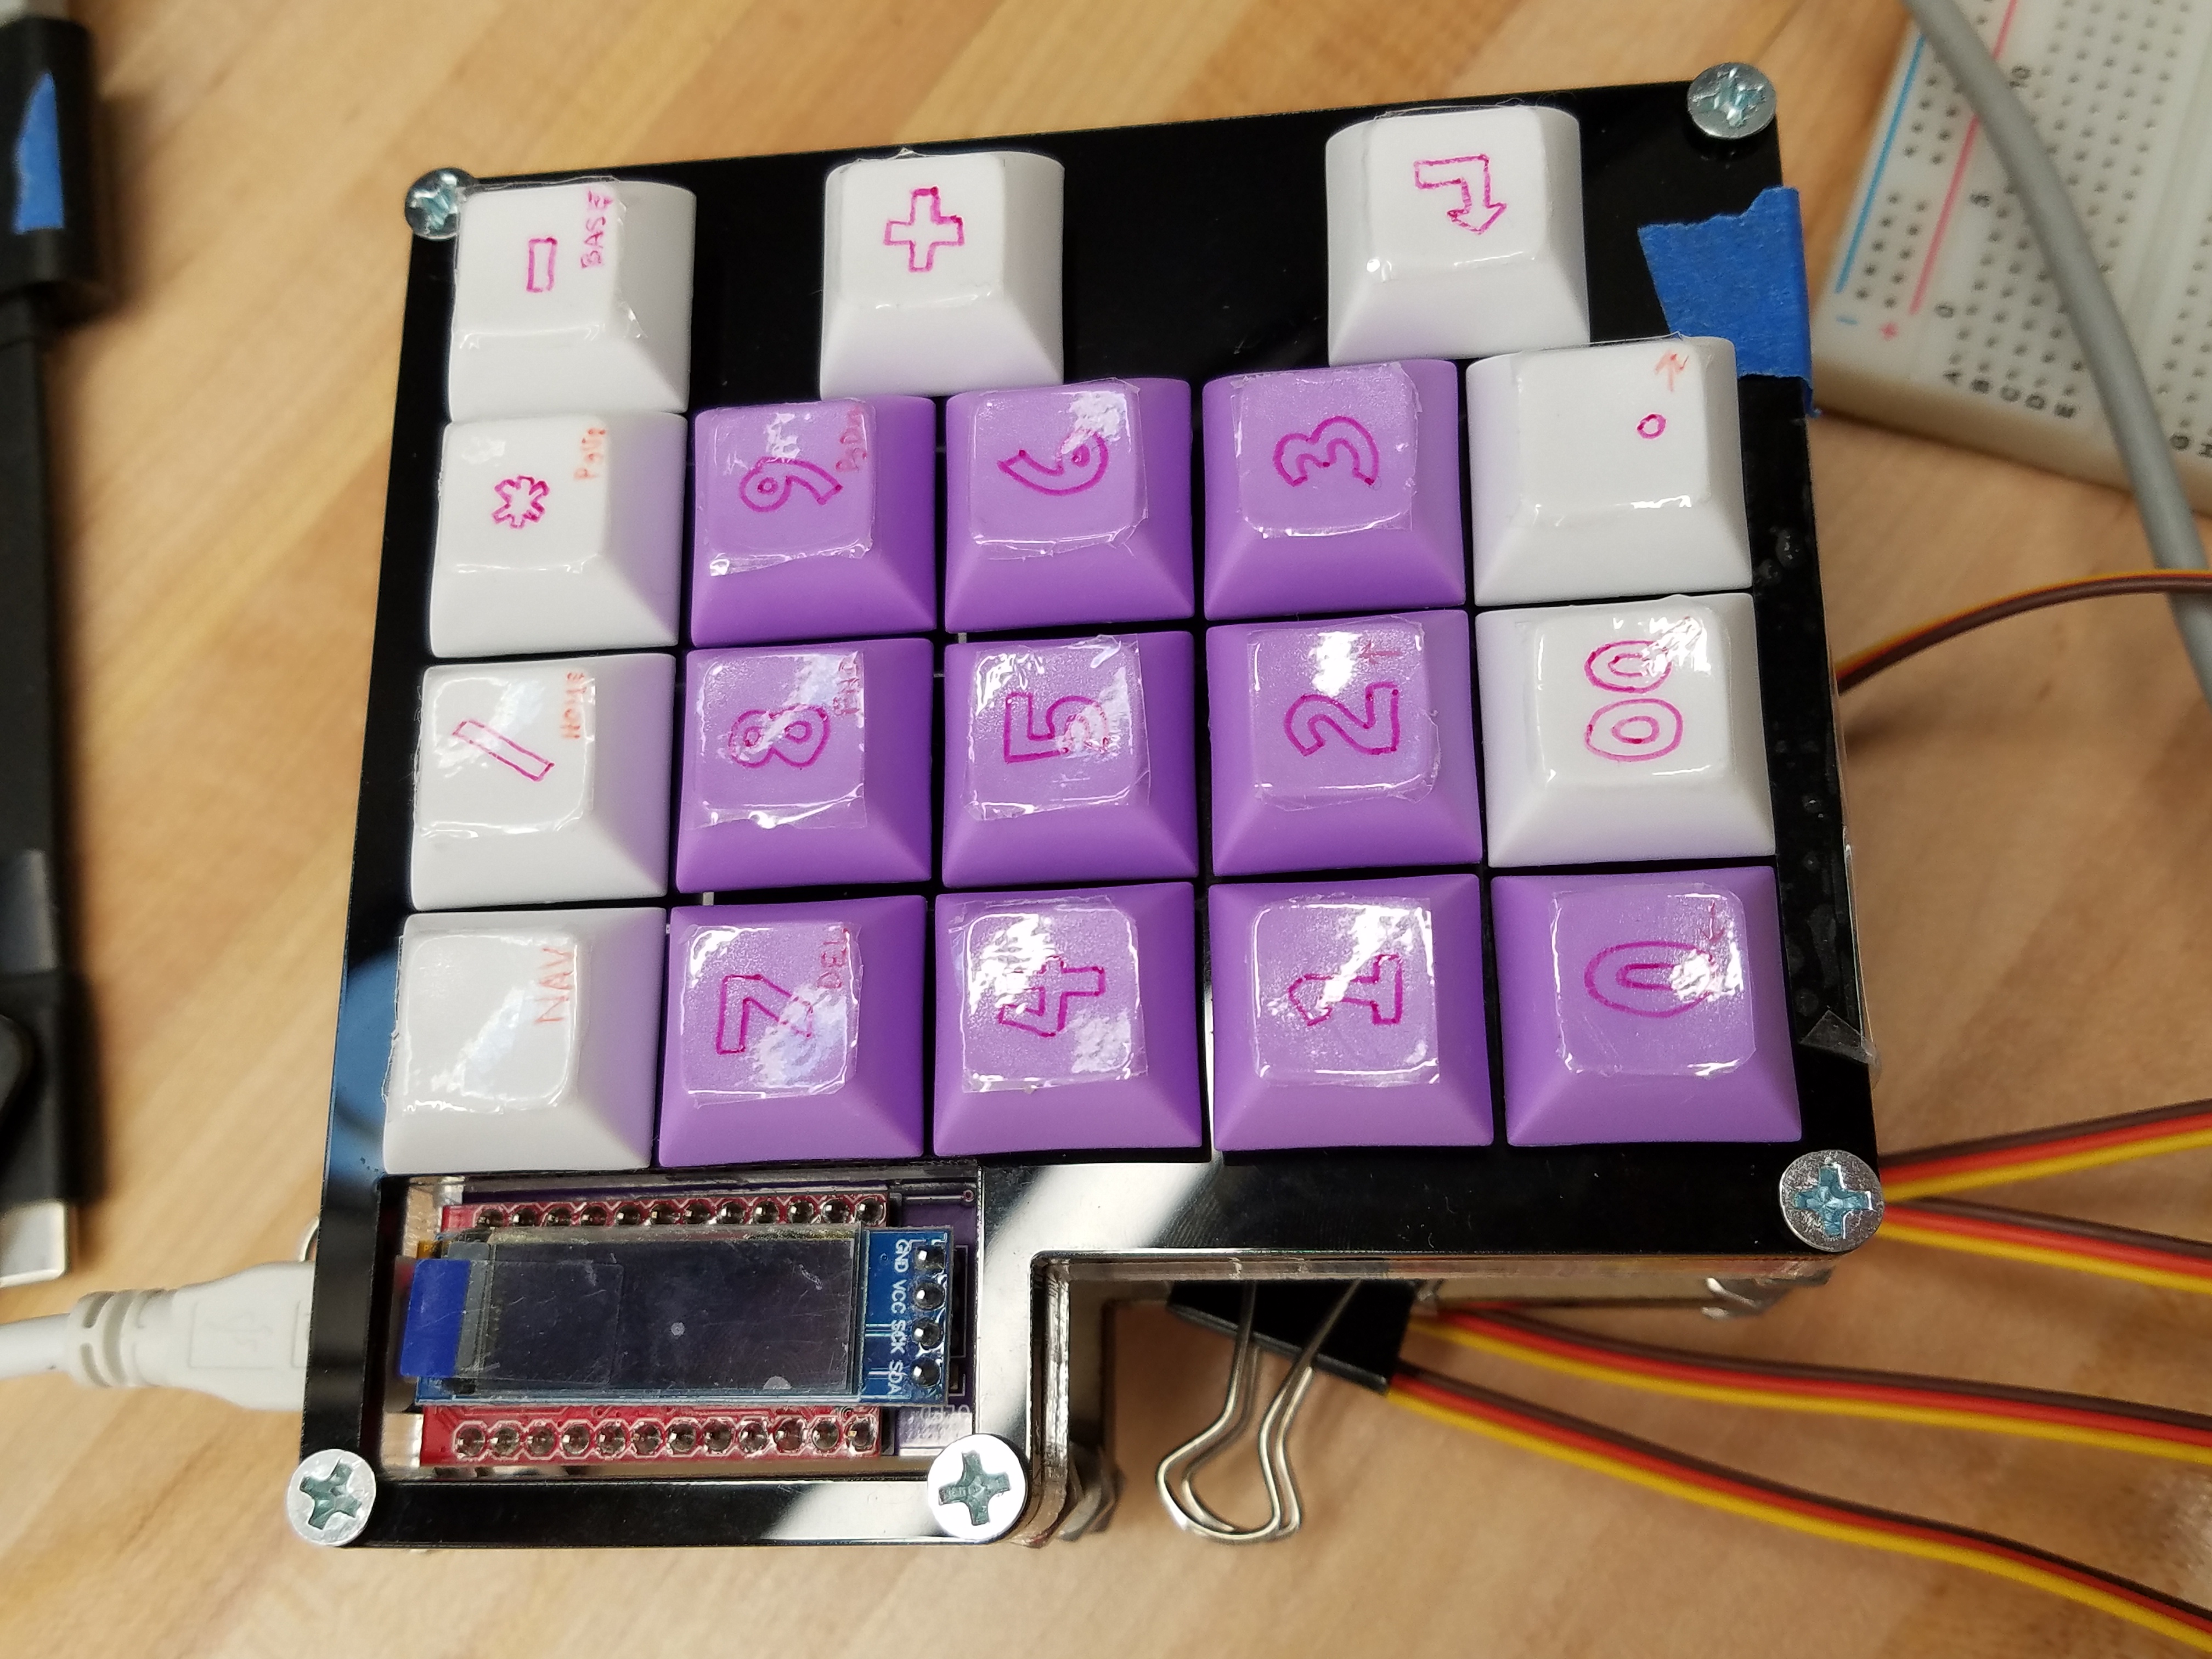 NAV
/
HOME
*
PgUp
-
BASE
7
DEL
8
END
9
PgDn
SDA SCK VCC GND
+
4
5
6
1
2 ↑
3
↵
0 ←
00
.
- +
0 5 10
A
B
C
D
E
G
H